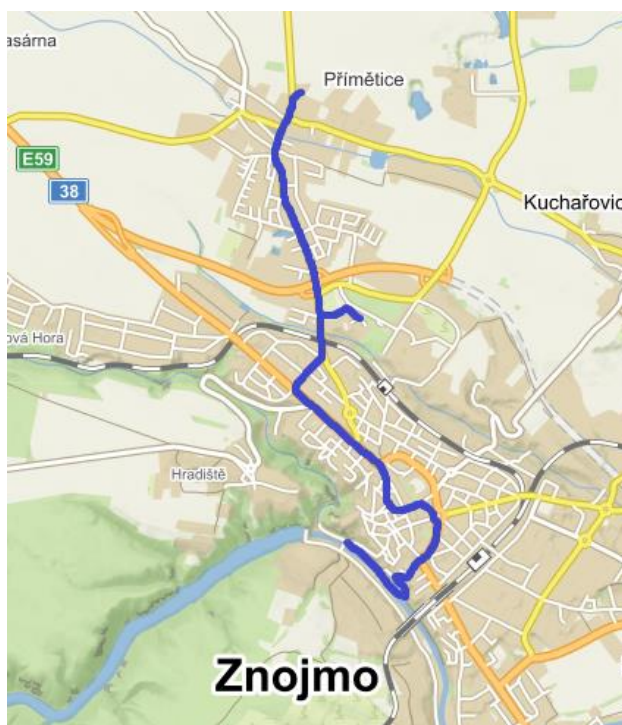 asárna
Přímětice
E59
38
Kuchařovic
ová Hora
Hradiště
Znojmo